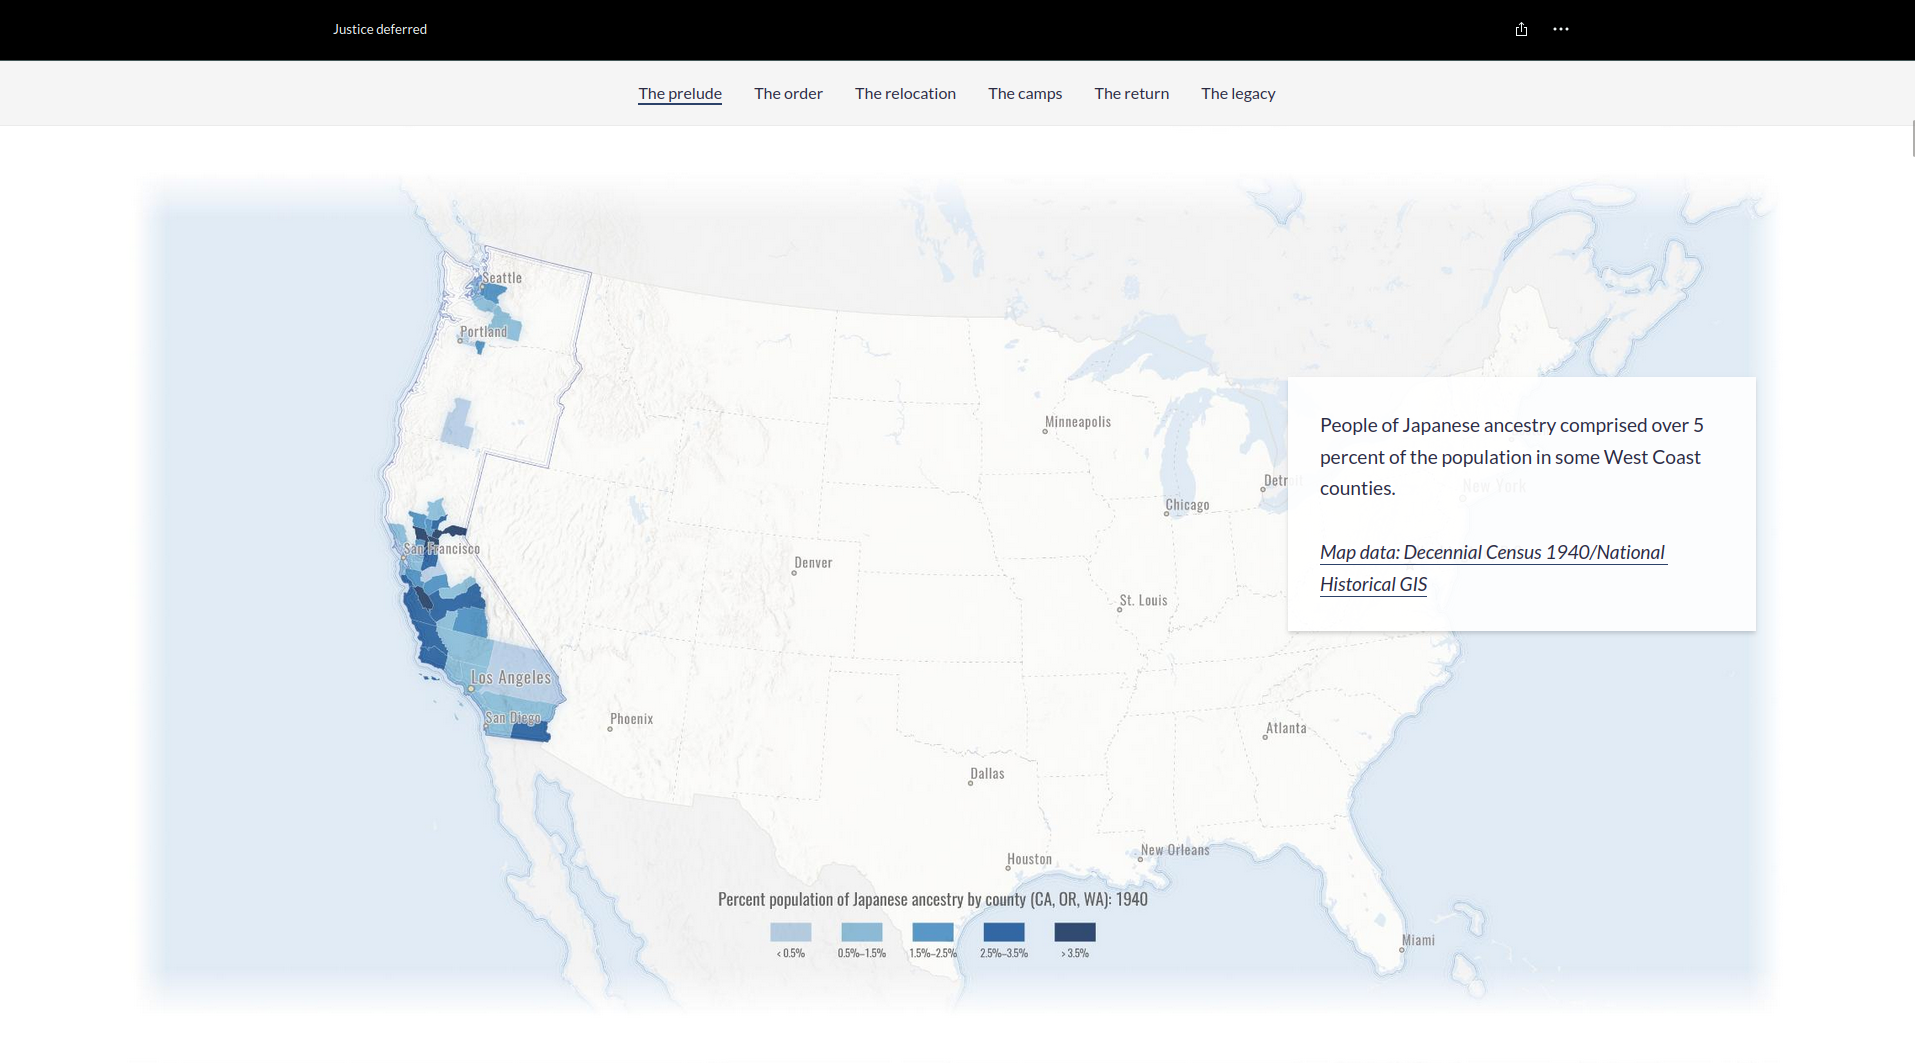 Justice deferred
The prelude
The order
The relocation
The camps
The return
The legacy
Seattle
Portland
Minneapolis
People of Japanese ancestry comprised over 5
percent of the population in some West Coast
counties.
Map data: Decennial Census 1940/National
Historical GIS
Detroit
New York
Chicago
San Francisco
Denver
St. Louis
Los Angeles
San Diego
Phoenix
Atlanta
Dallas
New Orleans
Houston
Percent population of Japanese ancestry by county (CA, OR, WA): 1940
< 0.5%
0.5%–1.5%
1.5%–2.5%
2.5%–3.5%
> 3.5%
Miami